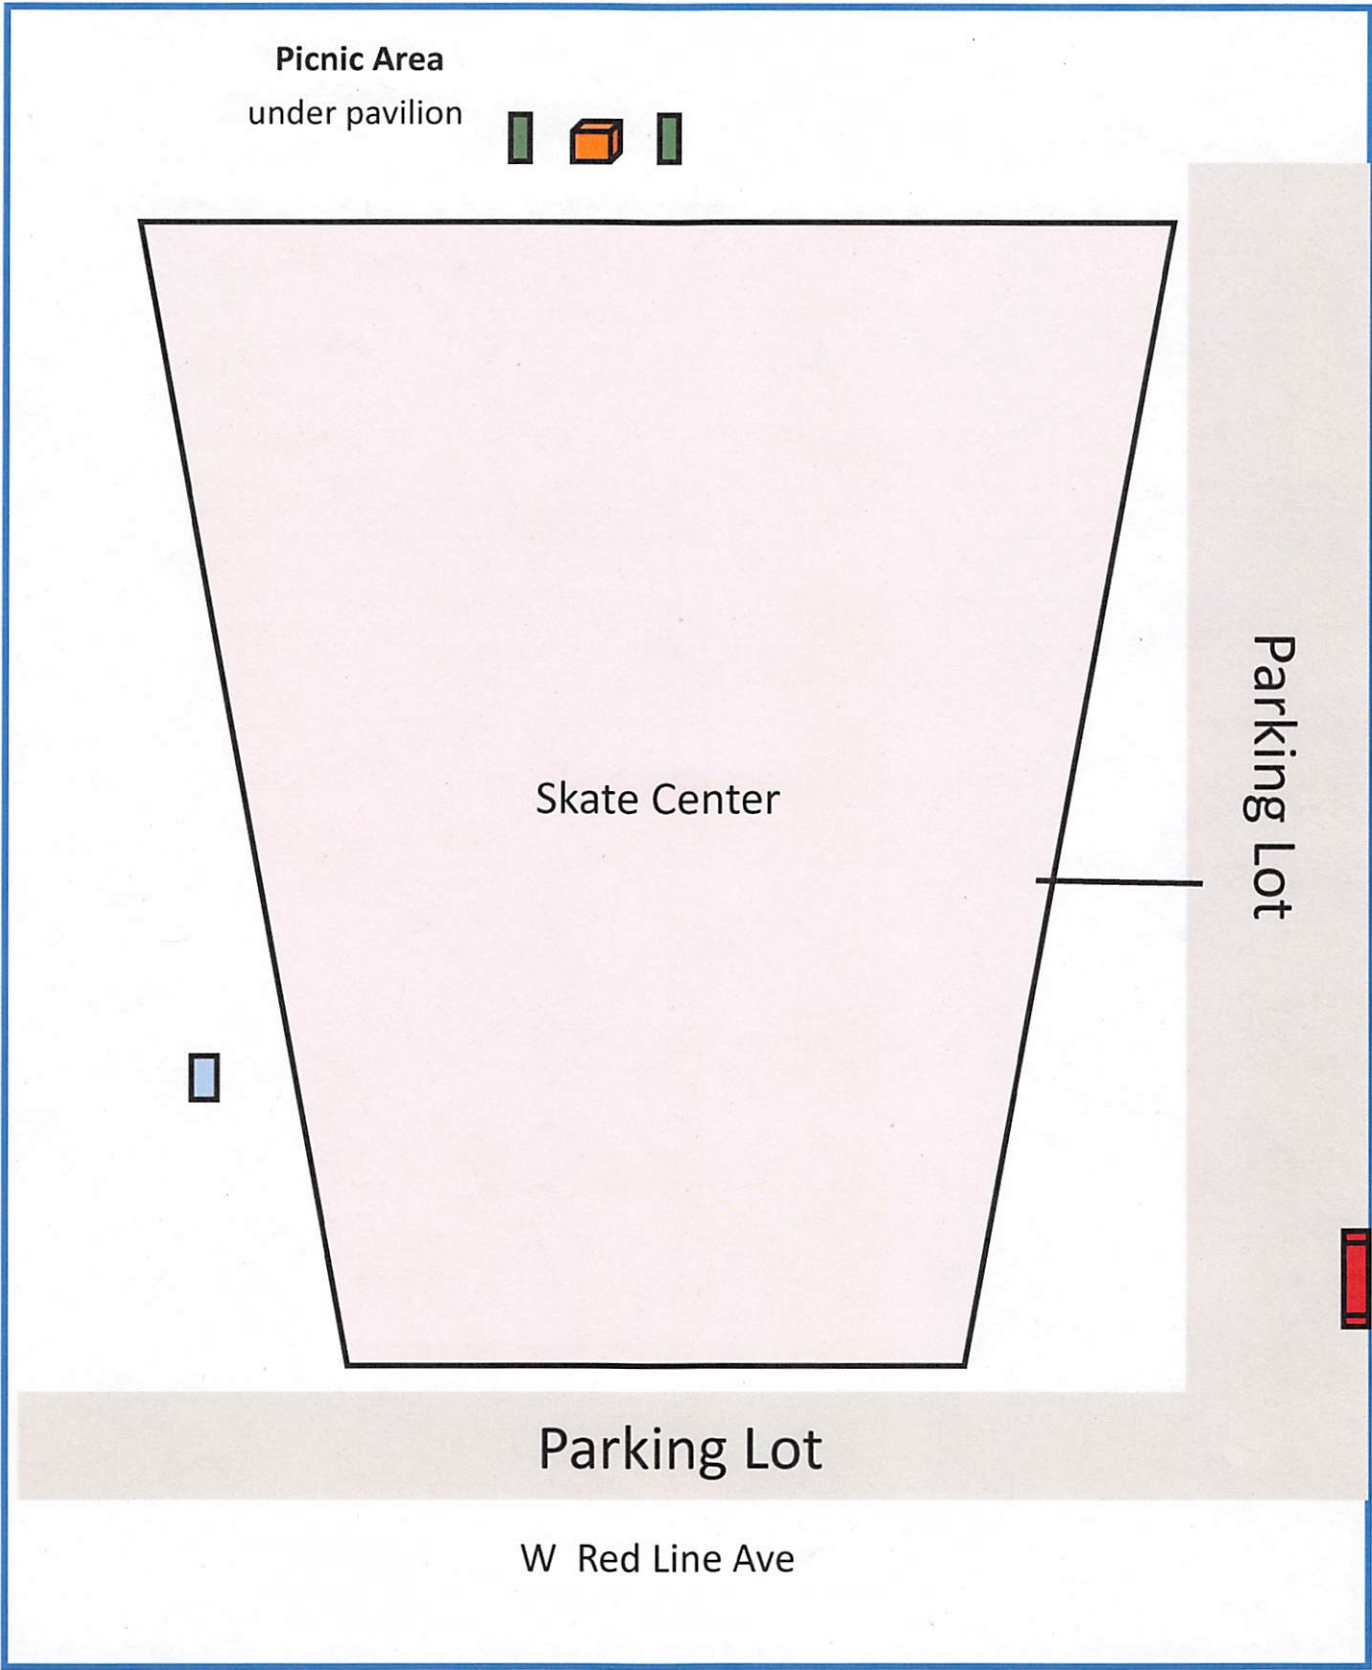 Picnic Area
under pavilion
Parking Lot
Skate Center
Parking Lot
W Red Line Ave